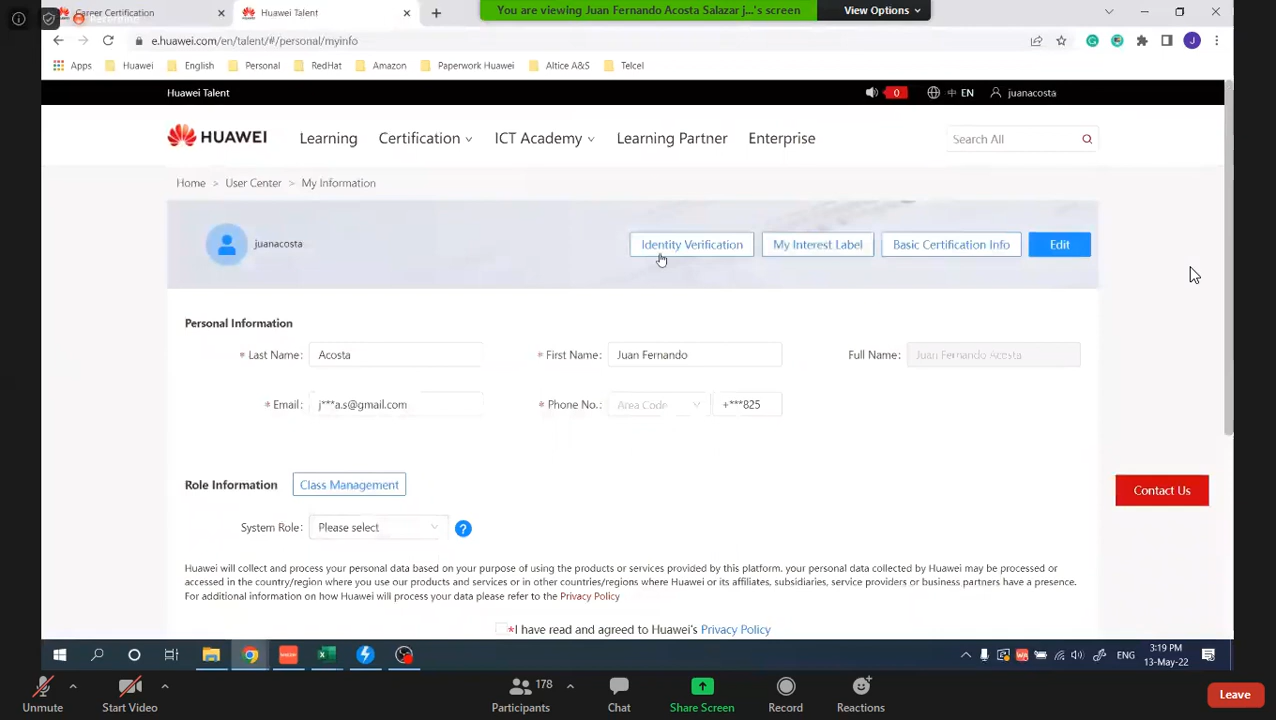 Career Certification
Huawei Talent
Recording
You are viewing Juan Fernando Acosta Salazar j...'s screen
View Options
e.huawei.com/en/talent/#/personal/myinfo
J
Apps Huawei English Personal RedHat Amazon Paperwork Huawei Altice A&S Telcel
Huawei Talent 0 中 EN juanacosta
HUAWEI Learning Certification ICT Academy Learning Partner Enterprise Search All
Home > User Center > My Information
juanacosta Identity Verification My Interest Label Basic Certification Info Edit
Personal Information
* Last Name: Acosta * First Name: Juan Fernando Full Name: Juan Fernando Acosta
* Email: j***a.s@gmail.com * Phone No.: Area Code +***825
Role Information Class Management
Contact Us
System Role: Please select ?
Huawei will collect and process your personal data based on your purpose of using the products or services provided by this platform. your personal data collected by Huawei may be processed or
accessed in the country/region where you use our products and services or in other countries/regions where Huawei or its affiliates, subsidiaries, service providers or business partners have a presence.
For additional information on how Huawei will process your data please refer to the Privacy Policy
*I have read and agreed to Huawei's Privacy Policy
ENG 3:19 PM
13-May-22
178
Unmute Start Video Participants Chat Share Screen Record Reactions Leave